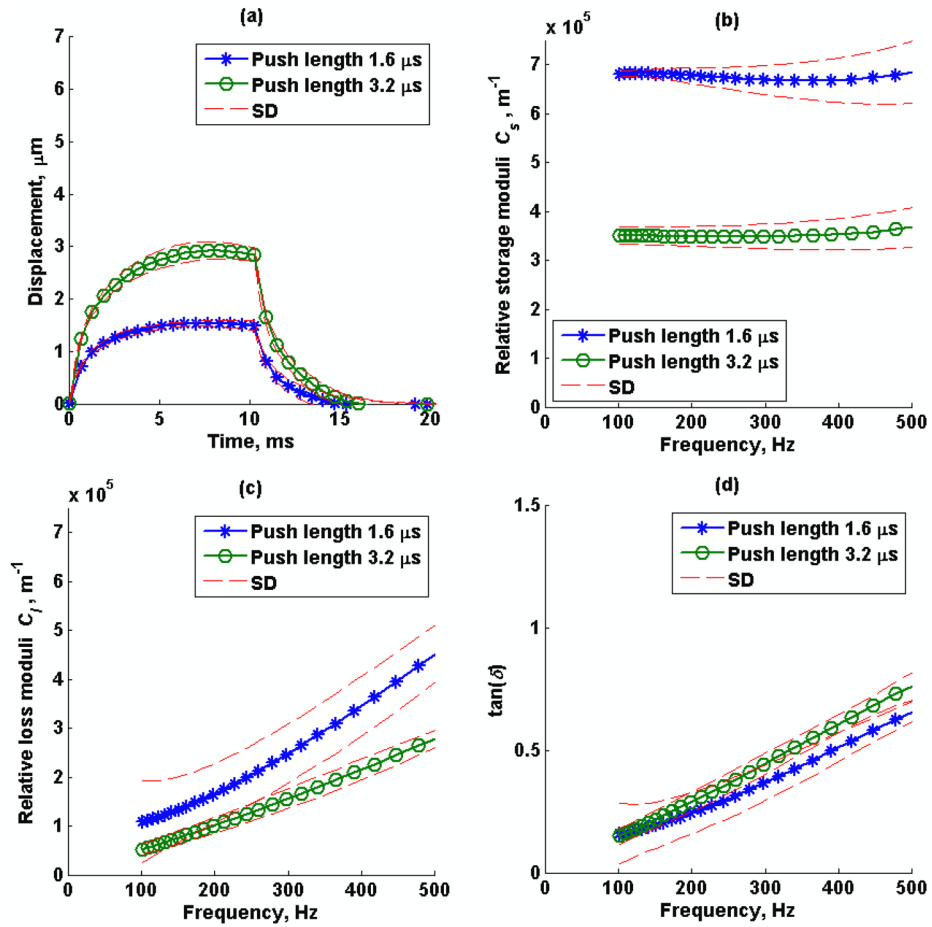 (a)
7
6
5
4
3
2
1
0
Displacement, μm
Push length 1.6 μs
Push length 3.2 μs
SD
0
5
10
15
20
Time, ms
(b)
x 10^5
7
6
5
4
3
2
1
0
Relative storage moduli C_s, m^-1
Push length 1.6 μs
Push length 3.2 μs
SD
0
100
200
300
400
500
Frequency, Hz
(c)
x 10^5
7
6
5
4
3
2
1
0
Relative loss moduli C_l, m^-1
Push length 1.6 μs
Push length 3.2 μs
SD
0
100
200
300
400
500
Frequency, Hz
(d)
1.5
1
0.5
0
tan(δ)
Push length 1.6 μs
Push length 3.2 μs
SD
0
100
200
300
400
500
Frequency, Hz